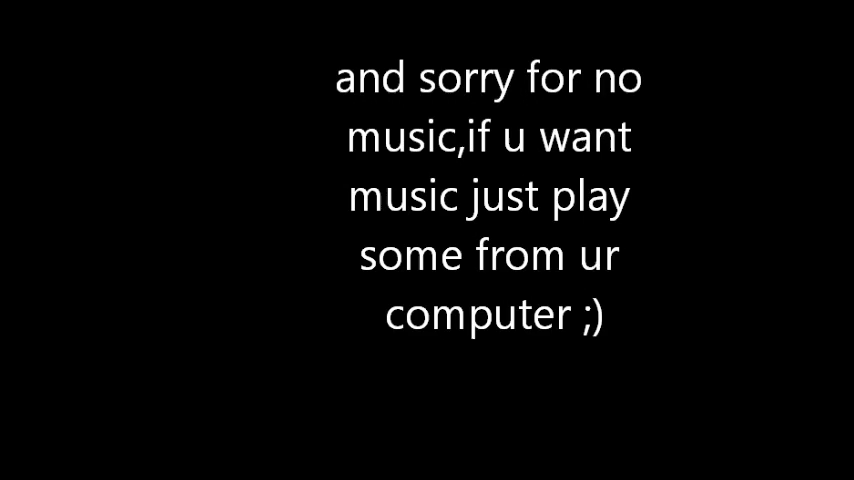 and sorry for no
music,if u want
music just play
some from ur
computer ;)